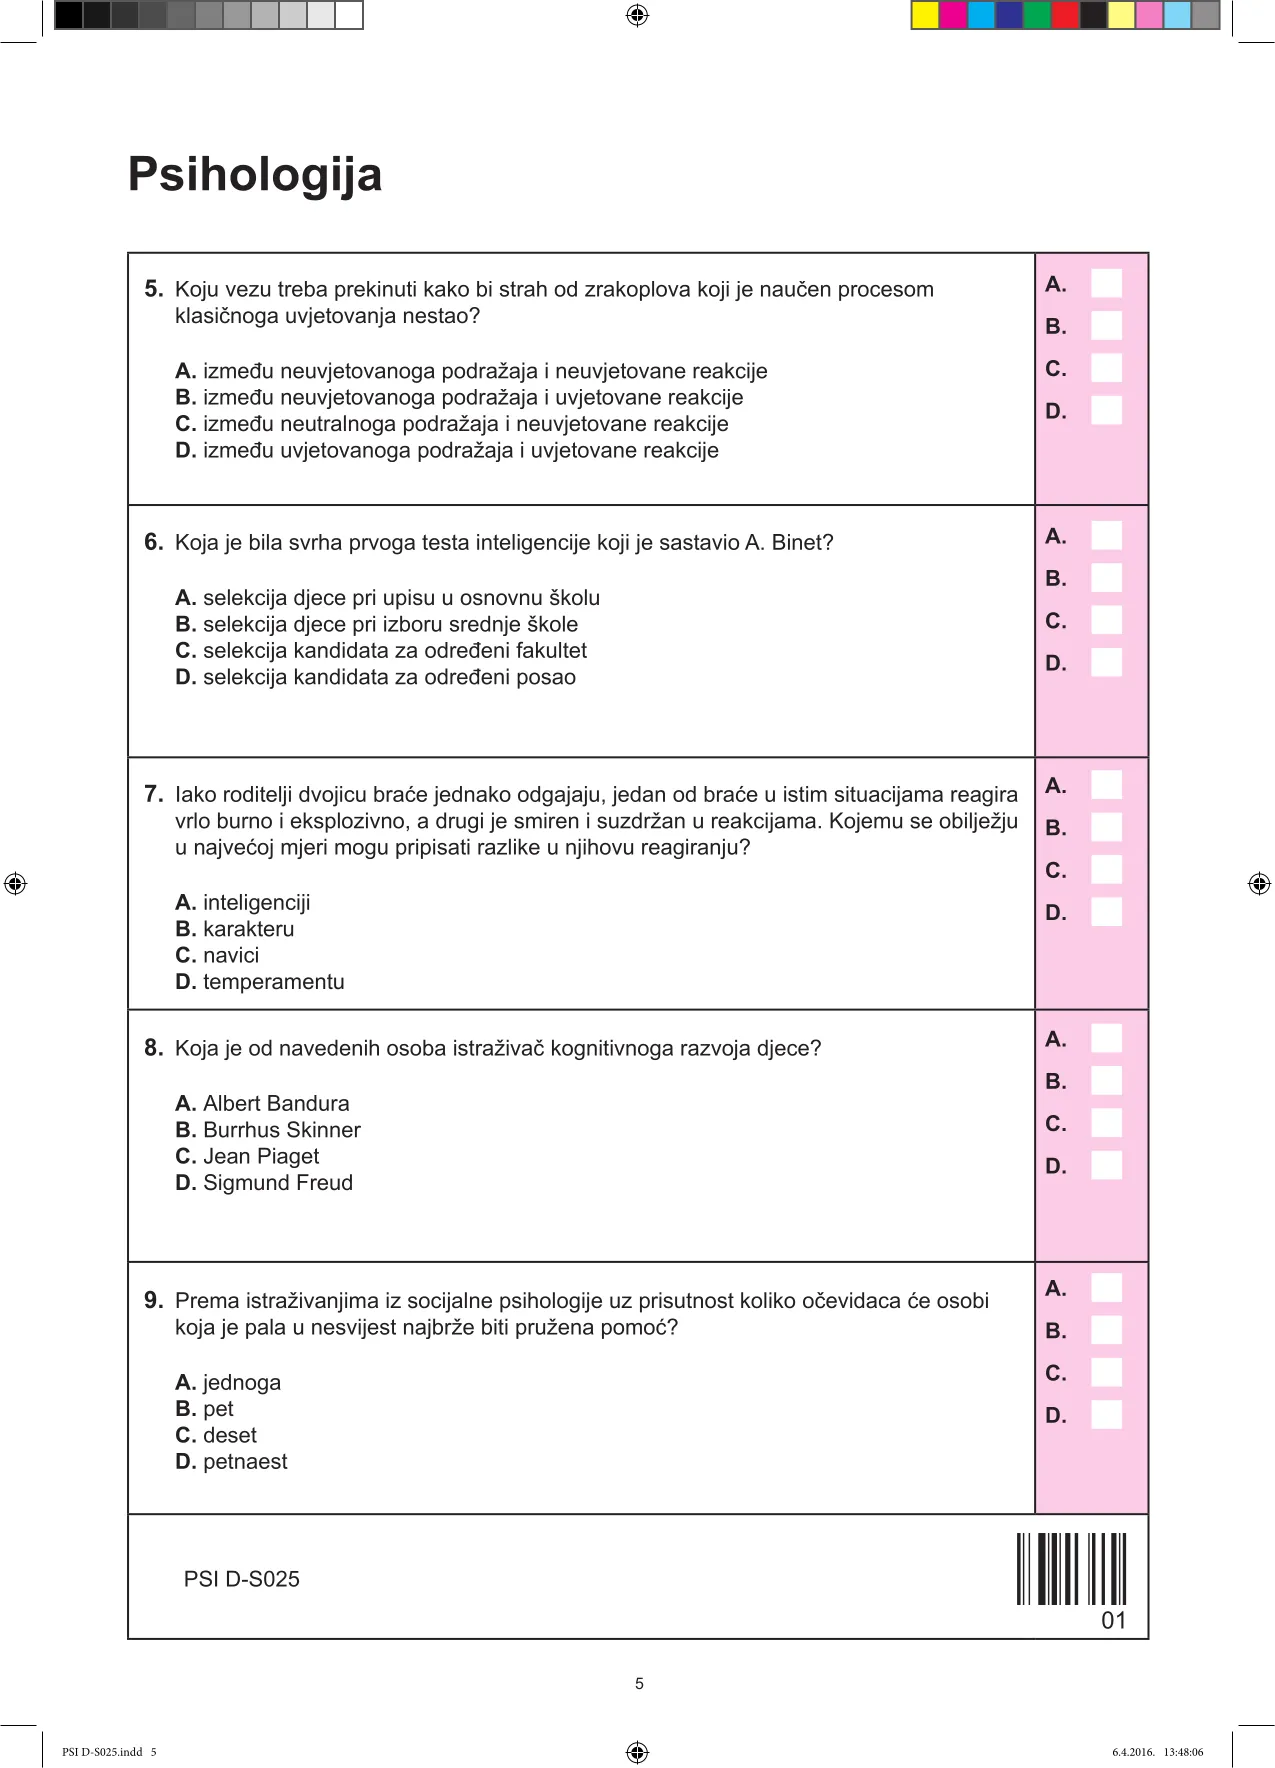 Psihologija
5. Koju vezu treba prekinuti kako bi strah od zrakoplova koji je naučen procesom
klasičnoga uvjetovanja nestao?
A. između neuvjetovanoga podražaja i neuvjetovane reakcije
B. između neuvjetovanoga podražaja i uvjetovane reakcije
C. između neutralnoga podražaja i neuvjetovane reakcije
D. između uvjetovanoga podražaja i uvjetovane reakcije
A.
B.
C.
D.
6. Koja je bila svrha prvoga testa inteligencije koji je sastavio A. Binet?
A. selekcija djece pri upisu u osnovnu školu
B. selekcija djece pri izboru srednje škole
C. selekcija kandidata za određeni fakultet
D. selekcija kandidata za određeni posao
A.
B.
C.
D.
7. Iako roditelji dvojicu braće jednako odgajaju, jedan od braće u istim situacijama reagira
vrlo burno i eksplozivno, a drugi je smiren i suzdržan u reakcijama. Kojemu se obilježju
u najvećoj mjeri mogu pripisati razlike u njihovu reagiranju?
A. inteligenciji
B. karakteru
C. navici
D. temperamentu
A.
B.
C.
D.
8. Koja je od navedenih osoba istraživač kognitivnoga razvoja djece?
A. Albert Bandura
B. Burrhus Skinner
C. Jean Piaget
D. Sigmund Freud
A.
B.
C.
D.
9. Prema istraživanjima iz socijalne psihologije uz prisutnost koliko očevidaca će osobi
koja je pala u nesvijest najbrže biti pružena pomoć?
A. jednoga
B. pet
C. deset
D. petnaest
A.
B.
C.
D.
PSI D-S025
01
5
PSI D-S025.indd 5
6.4.2016. 13:48:06